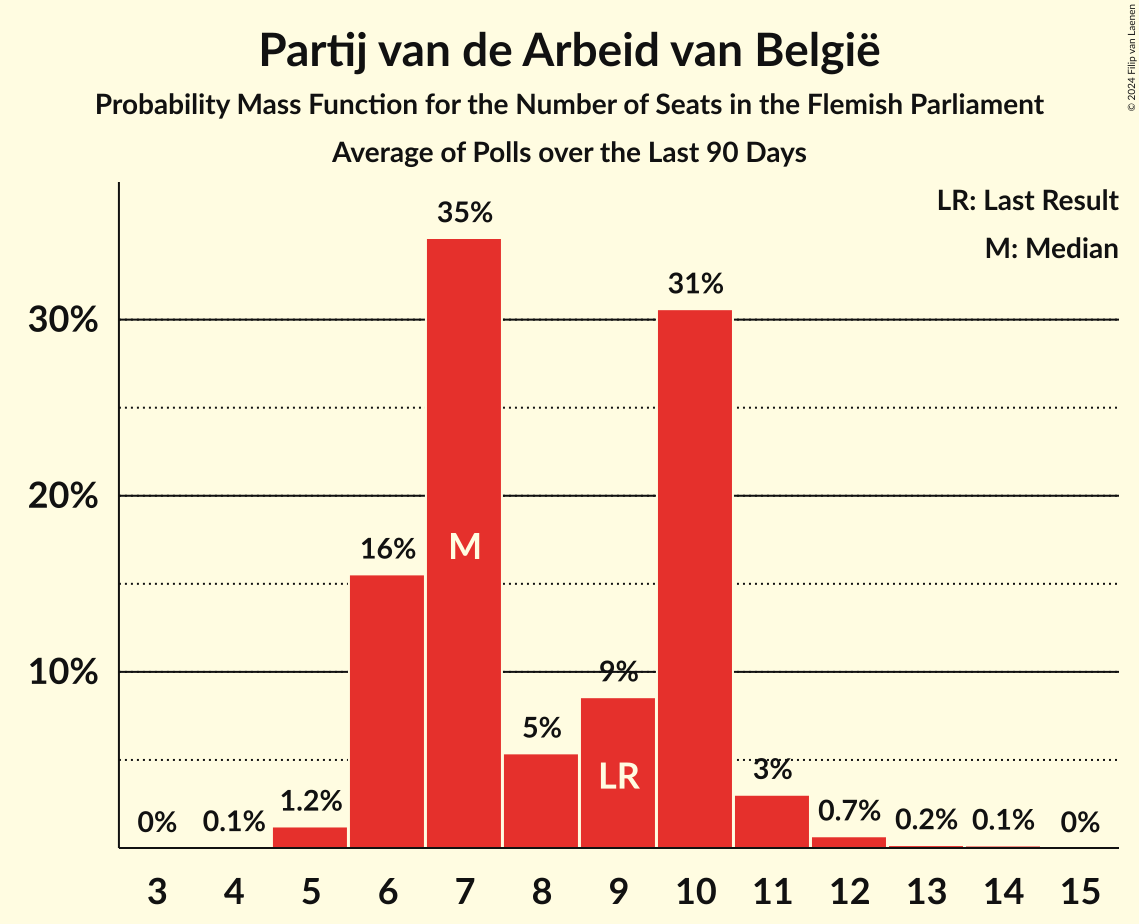 Partij van de Arbeid van België
Probability Mass Function for the Number of Seats in the Flemish Parliament
Average of Polls over the Last 90 Days
© 2024 Filip van Laenen
LR: Last Result
M: Median
35%
31%
30%
20%
16%
M
10%
9%
5%
LR
3%
1.2%
0.7%
0%
0.1%
0.2%
0.1%
0%
3 4 5 6 7 8 9 10 11 12 13 14 15